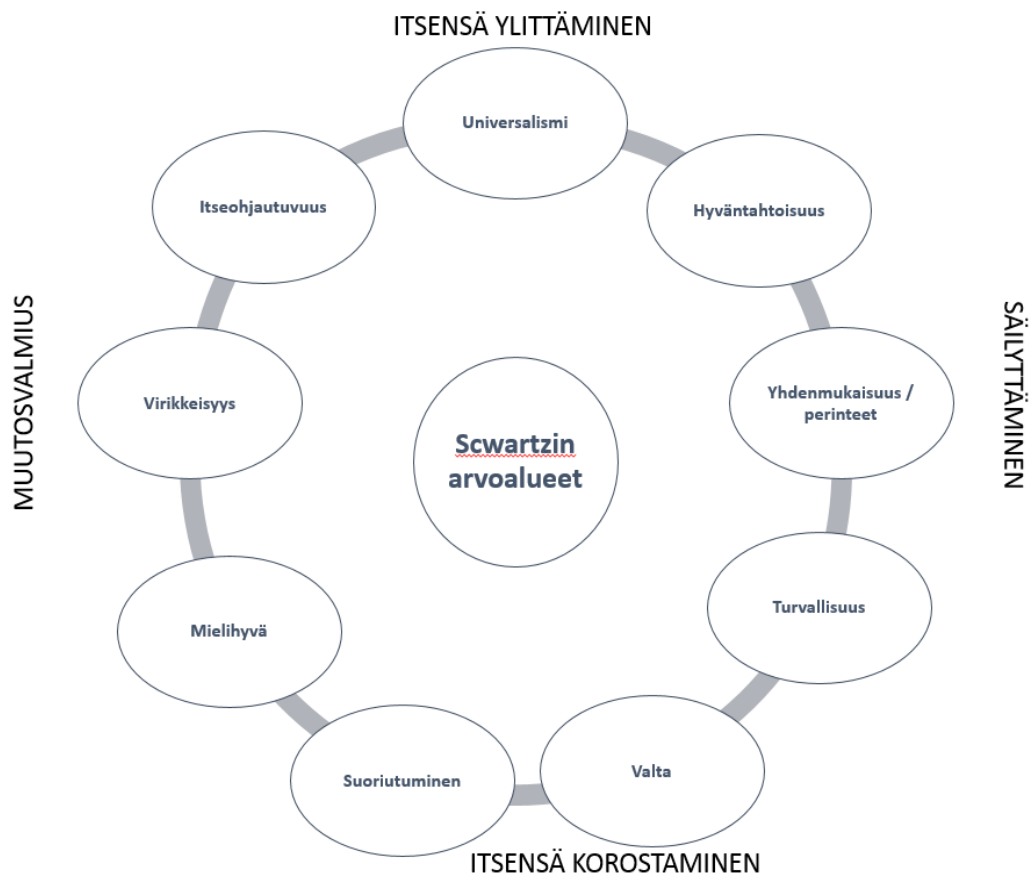 ITSENSÄ YLITTÄMINEN
Universalismi
Itseohjautuvuus
Hyväntahtoisuus
MUUTOSVALMIUS
SÄILYTTÄMINEN
Virikkeisyys
Yhdenmukaisuus /
perinteet
Scwartzin
arvoalueet
Mielihyvä
Turvallisuus
Suoriutuminen
Valta
ITSENSÄ KOROSTAMINEN